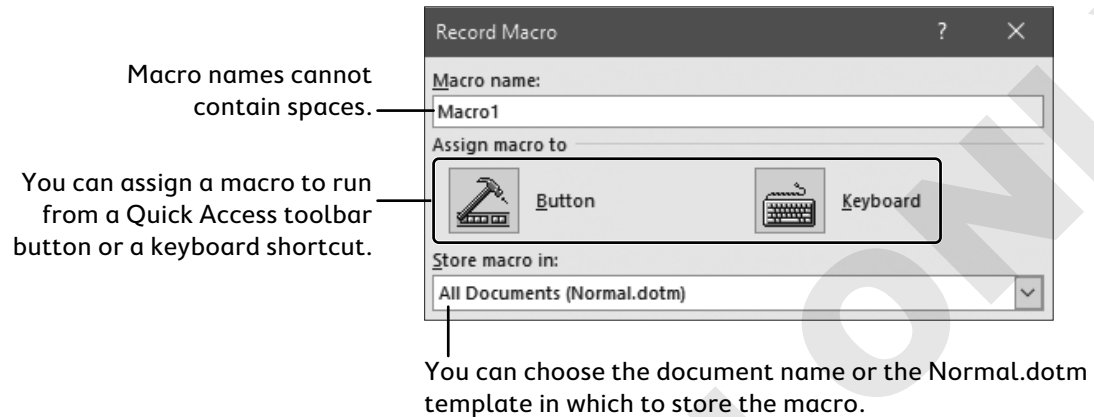 Record Macro ? ×
Macro names cannot
contain spaces.
Macro name:
Macro1
Assign macro to
You can assign a macro to run
from a Quick Access toolbar
button or a keyboard shortcut.
Button
Keyboard
Store macro in:
All Documents (Normal.dotm)
You can choose the document name or the Normal.dotm
template in which to store the macro.